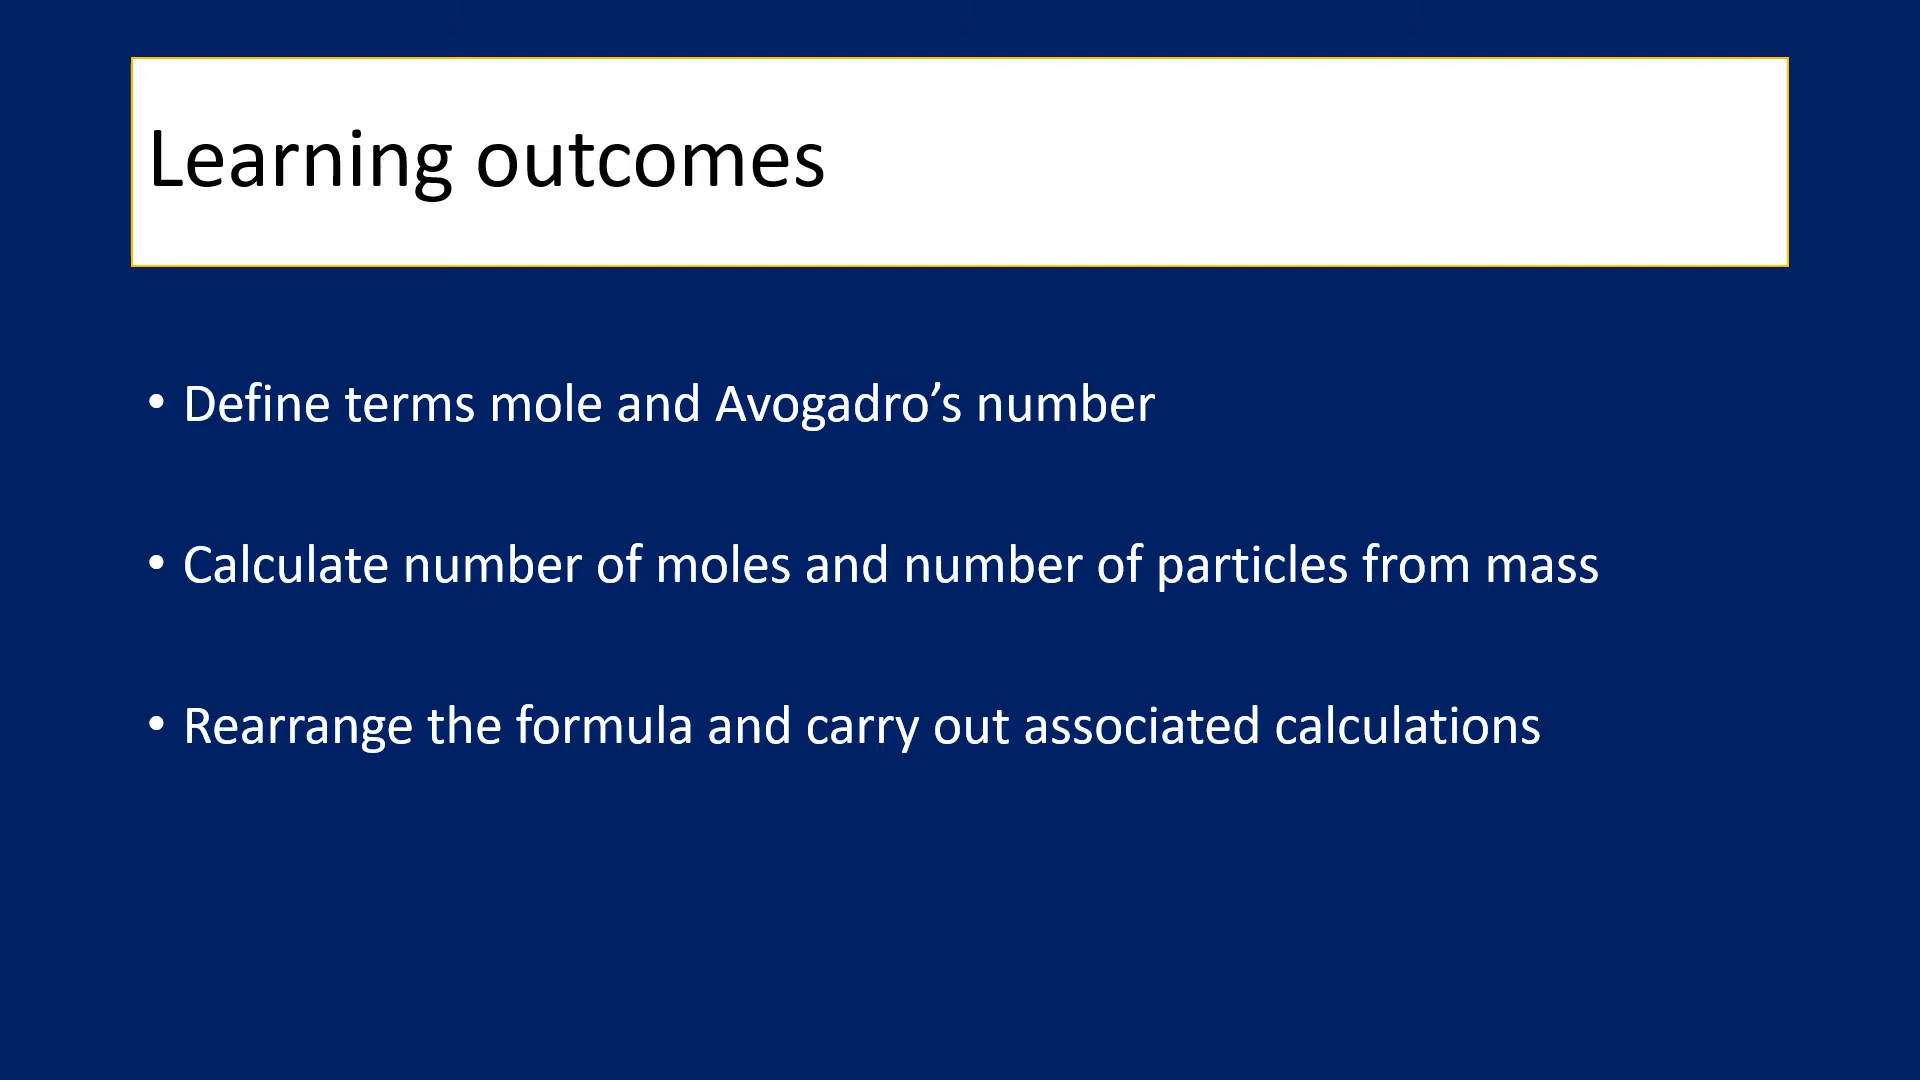 Learning outcomes
• Define terms mole and Avogadro’s number
• Calculate number of moles and number of particles from mass
• Rearrange the formula and carry out associated calculations